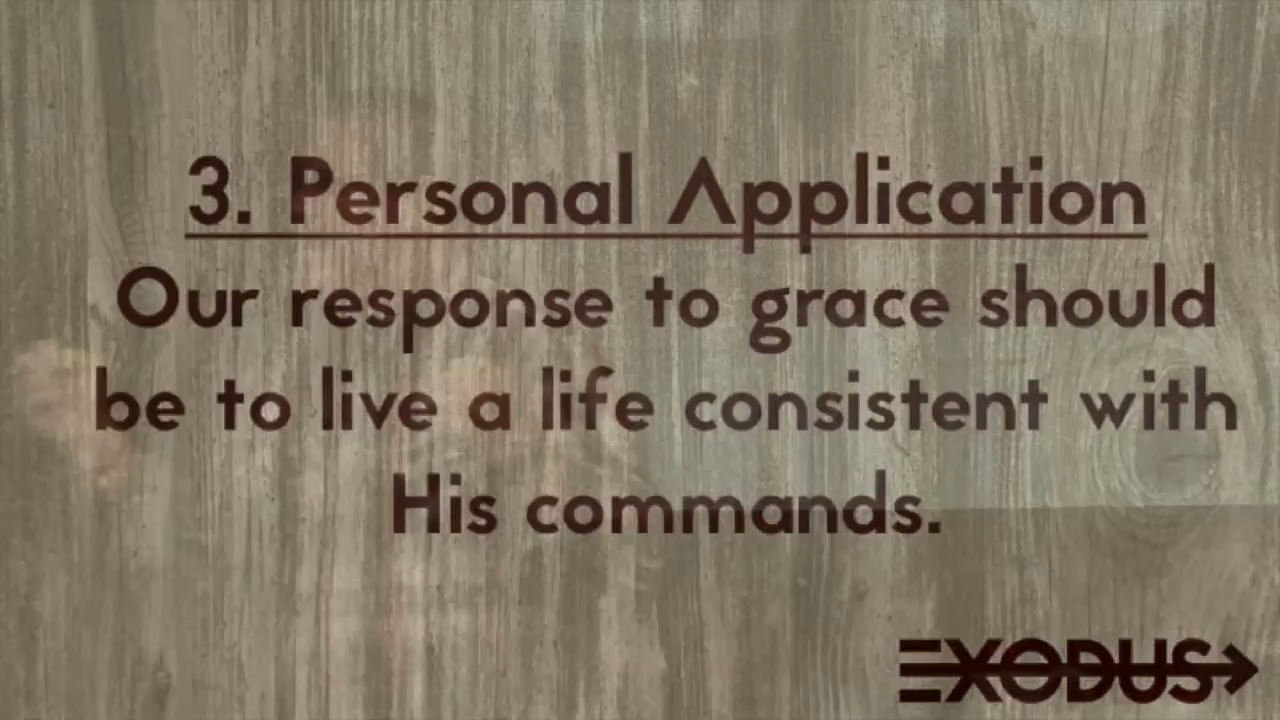 3. Personal Application
Our response to grace should
be to live a life consistent with
His commands.
EXODUS